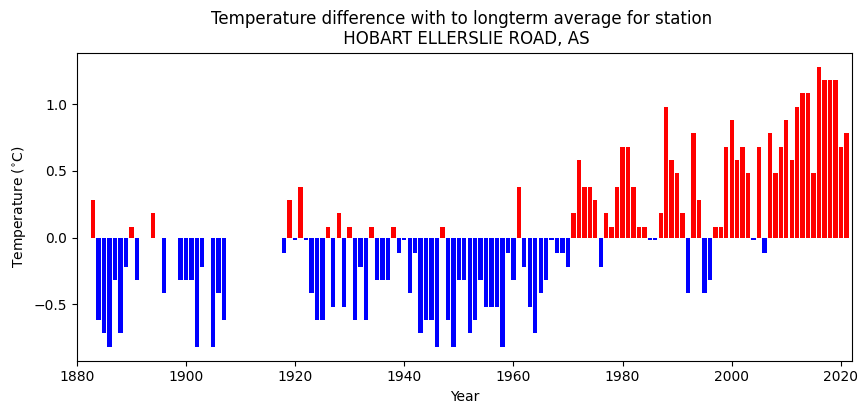 Temperature difference with to longterm average for station
HOBART ELLERSLIE ROAD, AS
Temperature (°C)
1.0
0.5
0.0
−0.5
1880 1900 1920 1940 1960 1980 2000 2020
Year